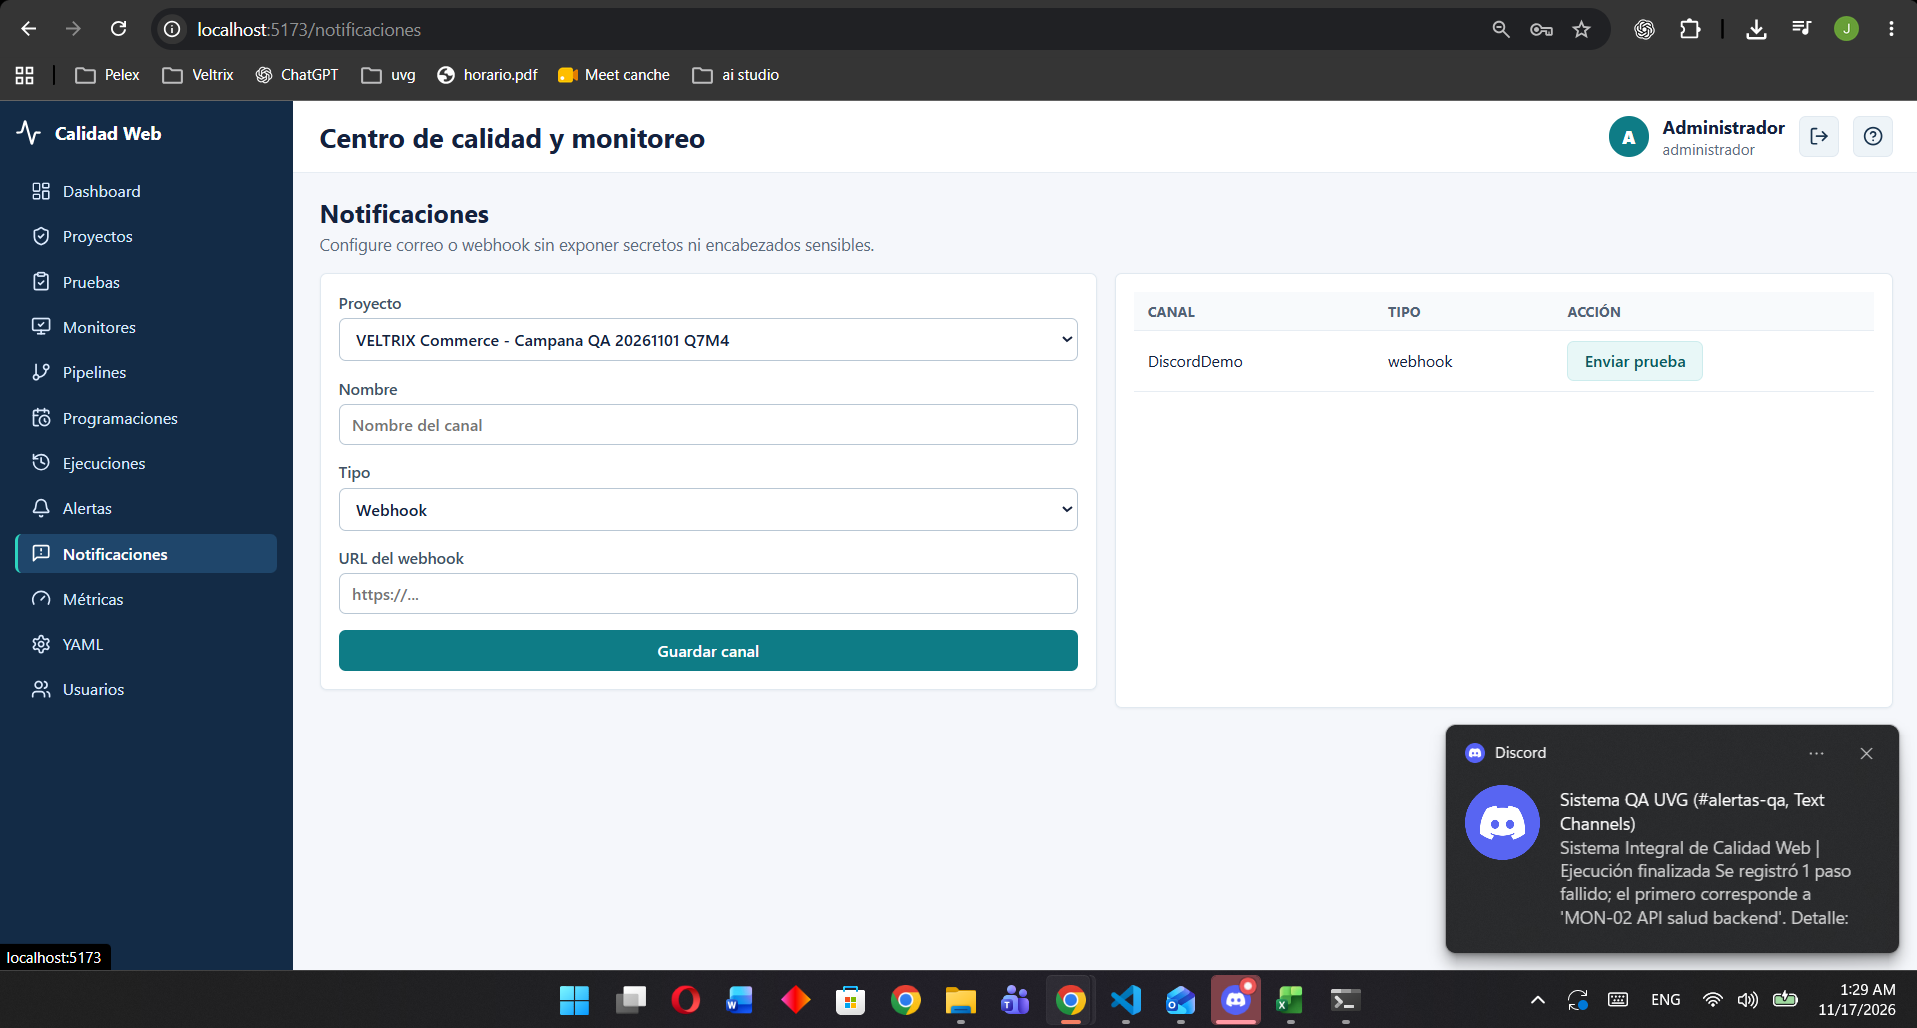 localhost:5173/notificaciones
Pelex
Veltrix
ChatGPT
uvg
horario.pdf
Meet canche
ai studio
J
Calidad Web
Dashboard
Proyectos
Pruebas
Monitores
Pipelines
Programaciones
Ejecuciones
Alertas
Notificaciones
Métricas
YAML
Usuarios
Centro de calidad y monitoreo
A
Administrador
administrador
Notificaciones
Configure correo o webhook sin exponer secretos ni encabezados sensibles.
Proyecto
VELTRIX Commerce - Campana QA 20261101 Q7M4
Nombre
Nombre del canal
Tipo
Webhook
URL del webhook
https://...
Guardar canal
CANAL TIPO ACCIÓN
DiscordDemo webhook Enviar prueba
Discord
Sistema QA UVG (#alertas-qa, Text
Channels)
Sistema Integral de Calidad Web |
Ejecución finalizada Se registró 1 paso
fallido; el primero corresponde a
'MON-02 API salud backend'. Detalle:
localhost:5173
ENG
1:29 AM
11/17/2026